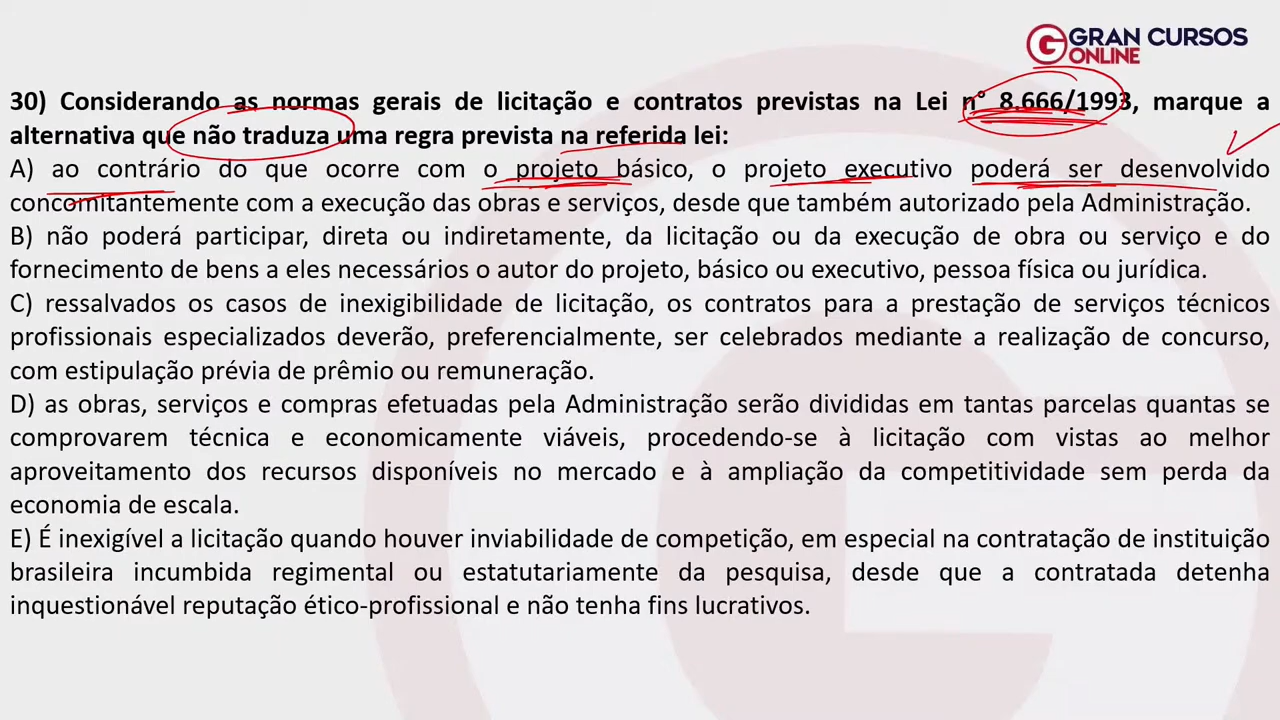 GRAN CURSOS
ONLINE
30) Considerando as normas gerais de licitação e contratos previstas na Lei n° 8.666/1993, marque a
alternativa que não traduza uma regra prevista na referida lei:
A) ao contrário do que ocorre com o projeto básico, o projeto executivo poderá ser desenvolvido
concomitantemente com a execução das obras e serviços, desde que também autorizado pela Administração.
B) não poderá participar, direta ou indiretamente, da licitação ou da execução de obra ou serviço e do
fornecimento de bens a eles necessários o autor do projeto, básico ou executivo, pessoa física ou jurídica.
C) ressalvados os casos de inexigibilidade de licitação, os contratos para a prestação de serviços técnicos
profissionais especializados deverão, preferencialmente, ser celebrados mediante a realização de concurso,
com estipulação prévia de prêmio ou remuneração.
D) as obras, serviços e compras efetuadas pela Administração serão divididas em tantas parcelas quantas se
comprovarem técnica e economicamente viáveis, procedendo-se à licitação com vistas ao melhor
aproveitamento dos recursos disponíveis no mercado e à ampliação da competitividade sem perda da
economia de escala.
E) É inexigível a licitação quando houver inviabilidade de competição, em especial na contratação de instituição
brasileira incumbida regimental ou estatutariamente da pesquisa, desde que a contratada detenha
inquestionável reputação ético-profissional e não tenha fins lucrativos.